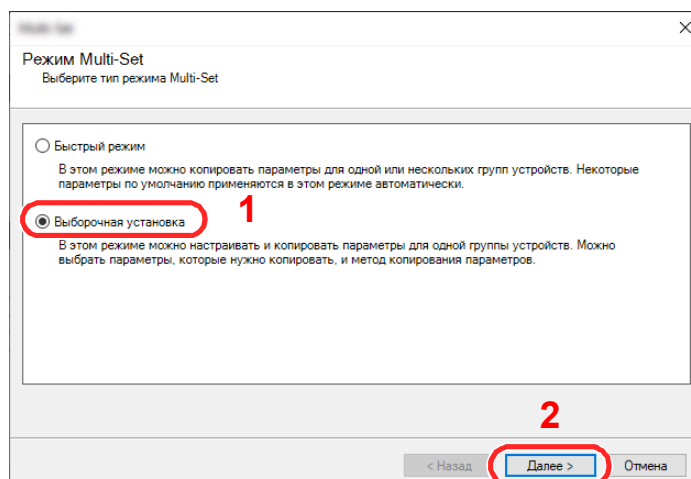 Режим Multi-Set
Выберите тип режима Multi-Set
Быстрый режим
В этом режиме можно копировать параметры для одной или нескольких групп устройств. Некоторые
параметры по умолчанию применяются в этом режиме автоматически.
Выборочная установка
1
В этом режиме можно настраивать и копировать параметры для одной группы устройств. Можно
выбрать параметры, которые нужно копировать, и метод копирования параметров.
2
< Назад
Далее >
Отмена